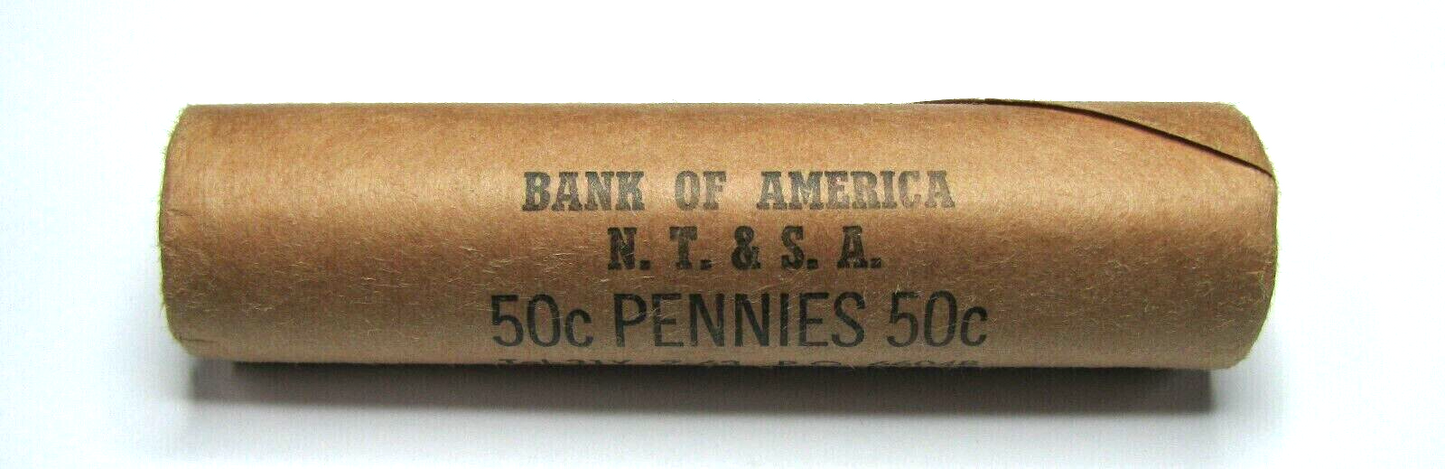 BANK OF AMERICA
N. T. & S. A.
50c PENNIES 50c